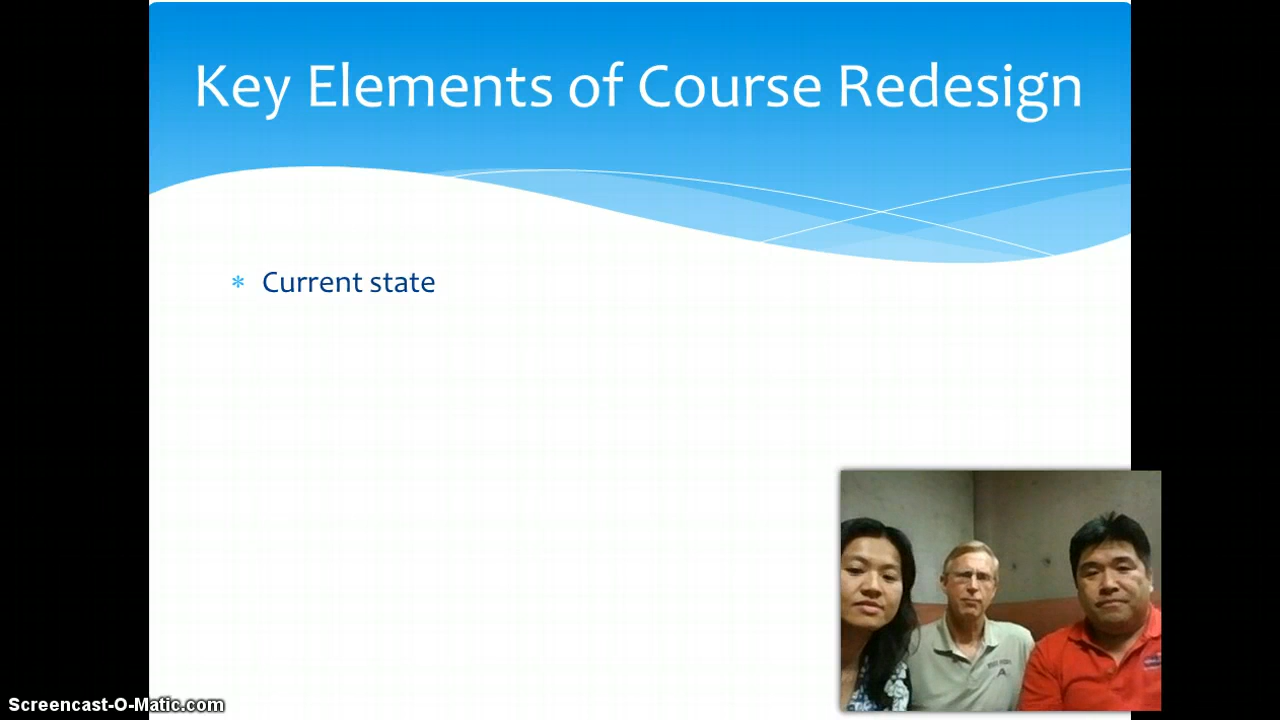 Key Elements of Course Redesign
* Current state
Screencast-O-Matic.com